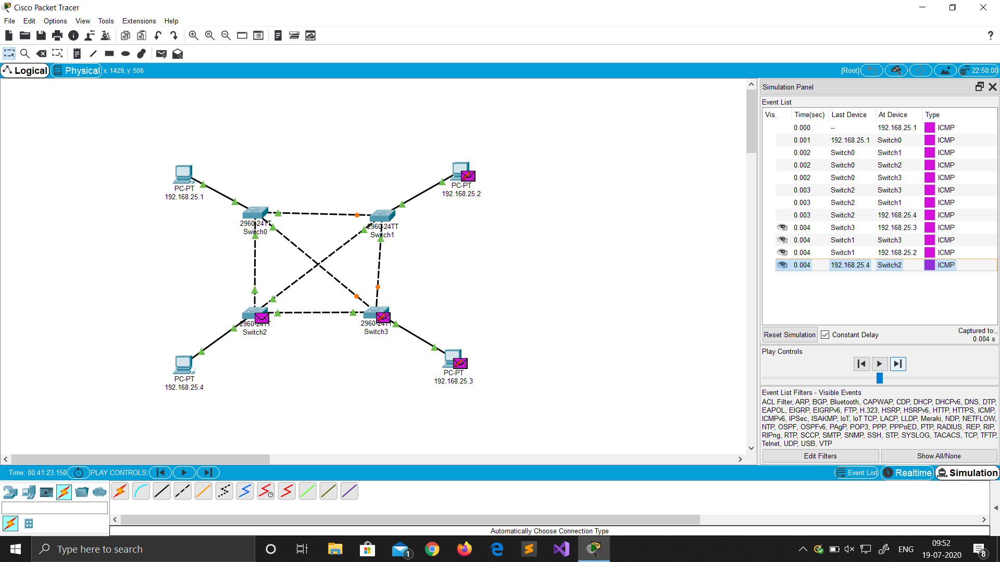 Cisco Packet Tracer
File Edit Options View Tools Extensions Help
Logical Physical x: 1429, y: 506 [Root] 22:50:00
PC-PT
192.168.25.1
PC-PT
192.168.25.2
2960-24TT
Switch0
2960-24TT
Switch1
2960-24TT
Switch2
2960-24TT
Switch3
PC-PT
192.168.25.4
PC-PT
192.168.25.3
Simulation Panel
Event List
Vis. Time(sec) Last Device At Device Type
0.000 -- 192.168.25.1 ICMP
0.001 192.168.25.1 Switch0 ICMP
0.002 Switch0 Switch1 ICMP
0.002 Switch0 Switch2 ICMP
0.002 Switch0 Switch3 ICMP
0.003 Switch2 Switch3 ICMP
0.003 Switch2 Switch1 ICMP
0.003 Switch2 192.168.25.4 ICMP
0.004 Switch3 192.168.25.3 ICMP
0.004 Switch1 Switch3 ICMP
0.004 Switch1 192.168.25.2 ICMP
0.004 192.168.25.4 Switch2 ICMP
Reset Simulation Constant Delay Captured to:
0.004 s
Play Controls
Event List Filters - Visible Events
ACL Filter, ARP, BGP, Bluetooth, CAPWAP, CDP, DHCP, DHCPv6, DNS, DTP,
EAPOL, EIGRP, EIGRPv6, FTP, H.323, HSRP, HSRPv6, HTTP, HTTPS, ICMP,
ICMPv6, IPSec, ISAKMP, IoT, IoT TCP, LACP, LLDP, Meraki, NDP, NETFLOW,
NTP, OSPF, OSPFv6, PAgP, POP3, PPP, PPPoED, PTP, RADIUS, REP, RIP,
RIPng, RTP, SCCP, SMTP, SNMP, SSH, STP, SYSLOG, TACACS, TCP, TFTP,
Telnet, UDP, USB, VTP
Edit Filters Show All/None
Time: 00:41:23.150 PLAY CONTROLS: Event List Realtime Simulation
Automatically Choose Connection Type
Type here to search
1
ENG
09:52
19-07-2020
8